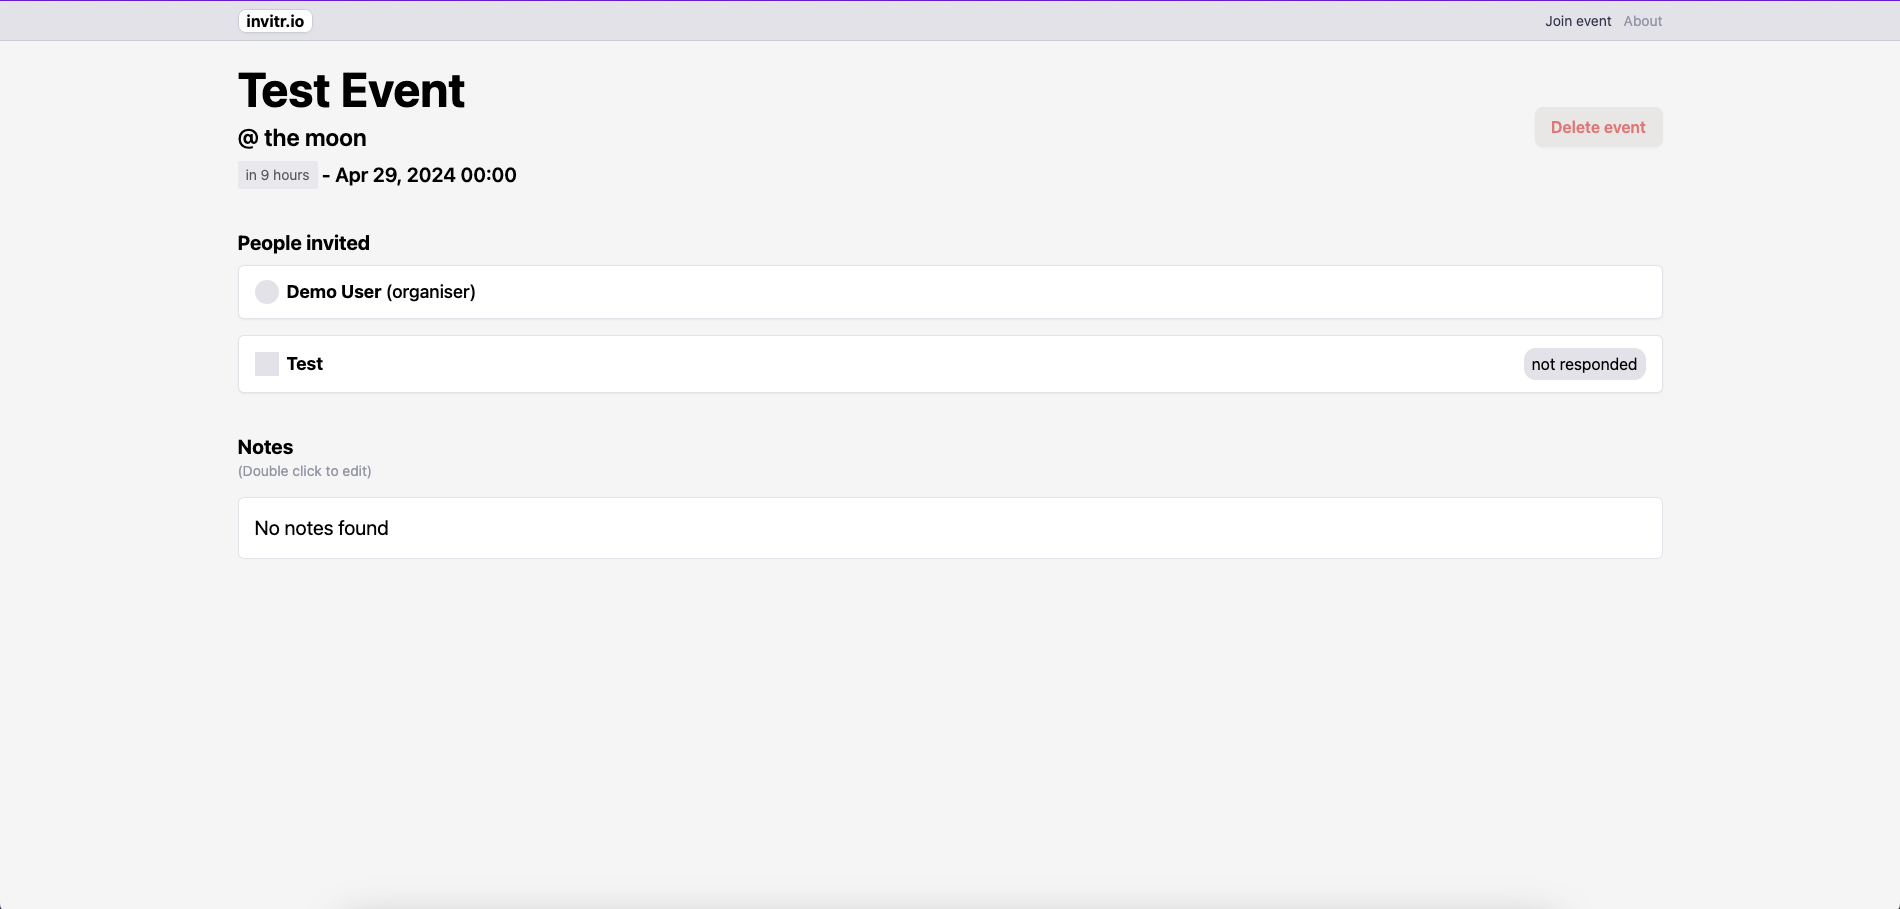 invitr.io
Join event About
Test Event
@ the moon
Delete event
in 9 hours - Apr 29, 2024 00:00
People invited
Demo User (organiser)
Test not responded
Notes
(Double click to edit)
No notes found